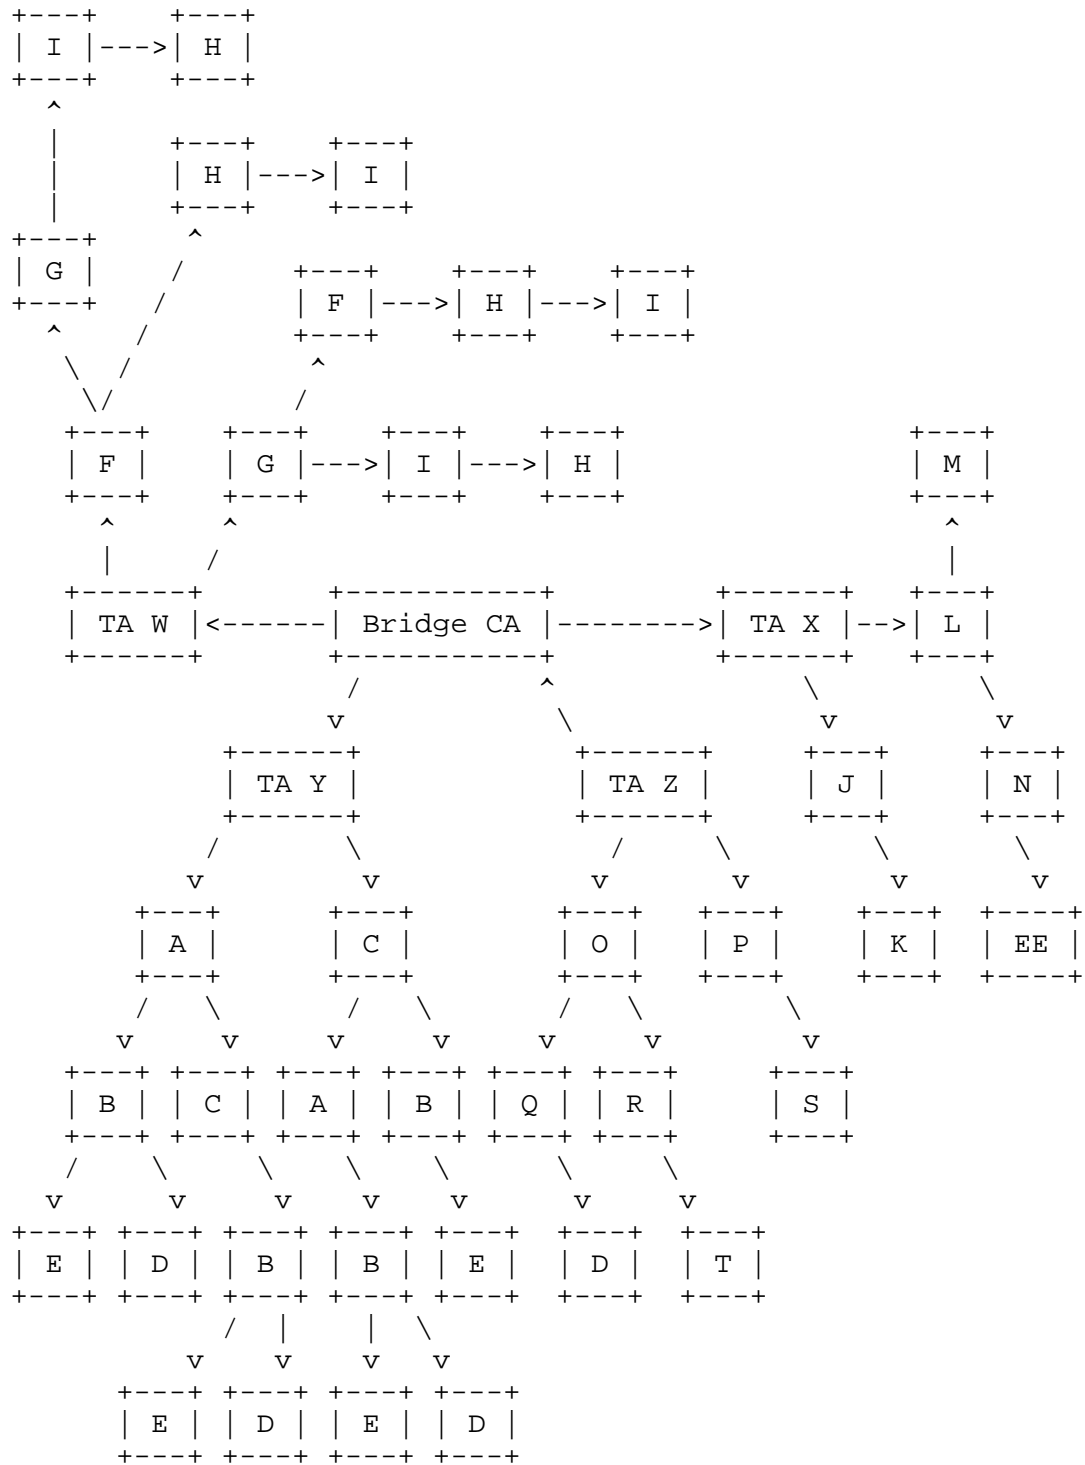 +---+    +---+
| I |--->| H |
+---+    +---+
  ^
  |      +---+    +---+
  |      | H |--->| I |
  |      +---+    +---+
+---+     ^
| G |    /      +---+    +---+    +---+
+---+   /       | F |--->| H |--->| I |
  ^    /        +---+    +---+    +---+
   \  /          ^
    \/          /
   +---+    +---+    +---+    +---+                +---+
   | F |    | G |--->| I |--->| H |                | M |
   +---+    +---+    +---+    +---+                +---+
     ^      ^                                        ^
     |     /                                         |
   +------+       +-----------+         +------+   +---+
   | TA W |<------| Bridge CA |-------->| TA X |-->| L |
   +------+       +-----------+         +------+   +---+
                   /          ^              \         \
                  v            \              v         v
            +------+            +------+     +---+     +---+
            | TA Y |            | TA Z |     | J |     | N |
            +------+            +------+     +---+     +---+
           /       \              /     \        \       \
          v         v            v       v        v       v
       +---+      +---+        +---+   +---+    +---+  +----+
       | A |      | C |        | O |   | P |    | K |  | EE |
       +---+      +---+        +---+   +---+    +---+  +----+
       /   \       /   \       /   \        \
      v     v     v     v     v     v        v
   +---+ +---+ +---+ +---+ +---+ +---+     +---+
   | B | | C | | A | | B | | Q | | R |     | S |
   +---+ +---+ +---+ +---+ +---+ +---+     +---+
   /    \     \    \    \      \     \
  v      v     v    v    v      v     v
+---+ +---+ +---+ +---+ +---+  +---+  +---+
| E | | D | | B | | B | | E |  | D |  | T |
+---+ +---+ +---+ +---+ +---+  +---+  +---+
            /  |    |  \
          v    v    v   v
      +---+ +---+ +---+ +---+
      | E | | D | | E | | D |
      +---+ +---+ +---+ +---+